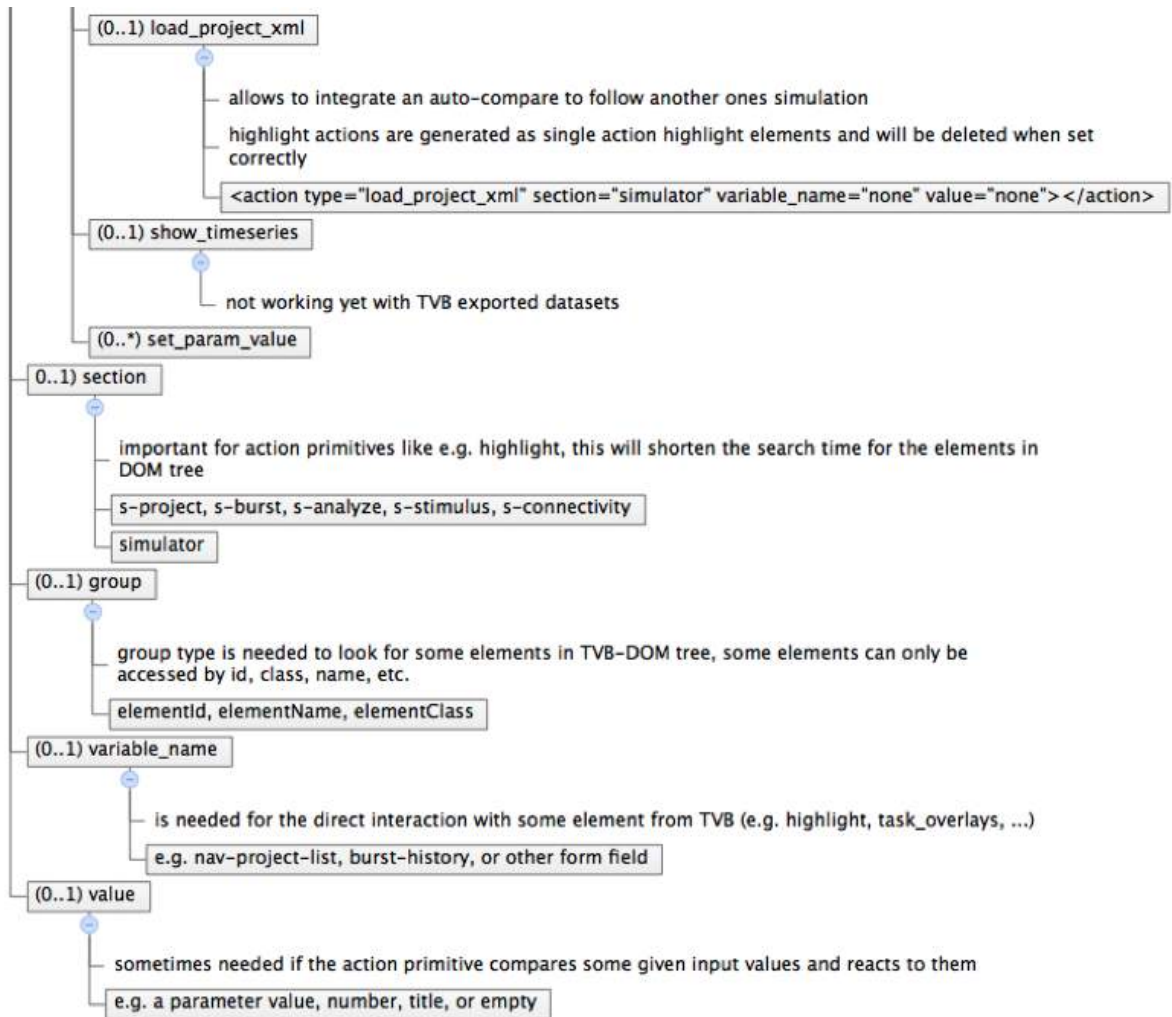 (0..1) load_project_xml
allows to integrate an auto-compare to follow another ones simulation
highlight actions are generated as single action highlight elements and will be deleted when set
correctly
<action type="load_project_xml" section="simulator" variable_name="none" value="none"></action>
(0..1) show_timeseries
not working yet with TVB exported datasets
(0..*) set_param_value
0..1) section
important for action primitives like e.g. highlight, this will shorten the search time for the elements in
DOM tree
s-project, s-burst, s-analyze, s-stimulus, s-connectivity
simulator
(0..1) group
group type is needed to look for some elements in TVB-DOM tree, some elements can only be
accessed by id, class, name, etc.
elementId, elementName, elementClass
(0..1) variable_name
is needed for the direct interaction with some element from TVB (e.g. highlight, task_overlays, ...)
e.g. nav-project-list, burst-history, or other form field
(0..1) value
sometimes needed if the action primitive compares some given input values and reacts to them
e.g. a parameter value, number, title, or empty